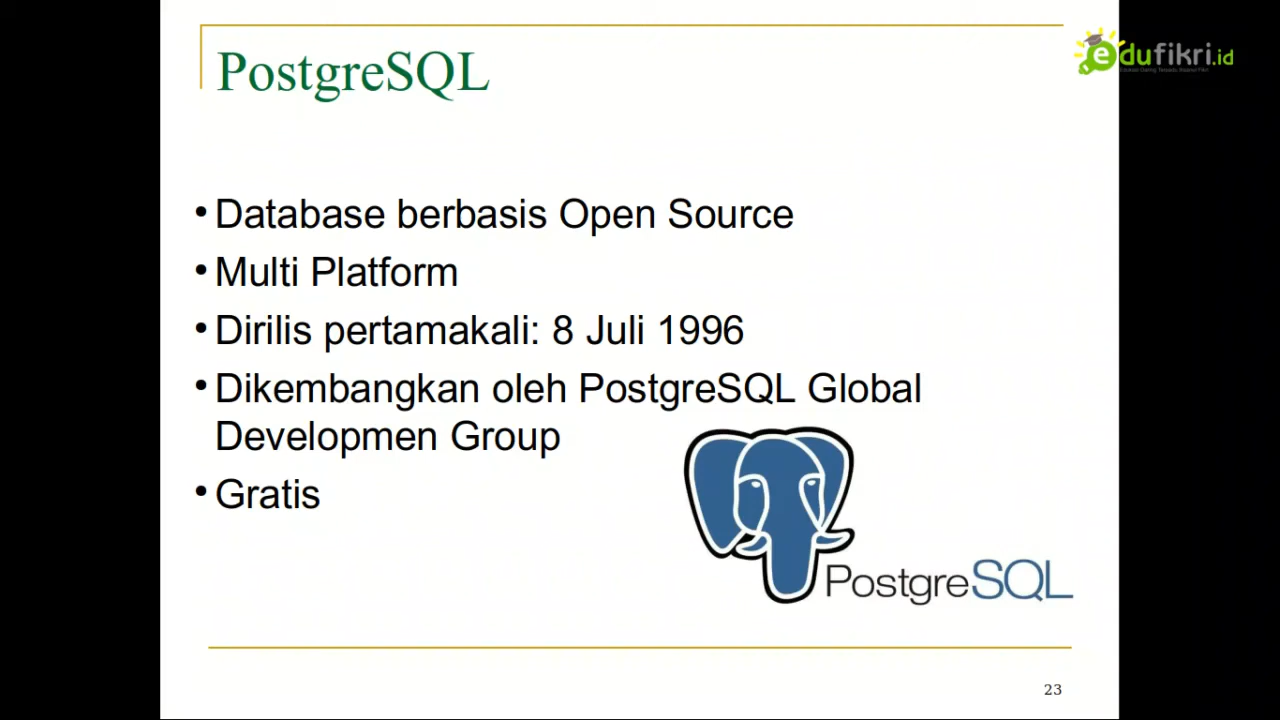 PostgreSQL
edufikri.id
• Database berbasis Open Source
• Multi Platform
• Dirilis pertamakali: 8 Juli 1996
• Dikembangkan oleh PostgreSQL Global
Developmen Group
• Gratis
PostgreSQL
23